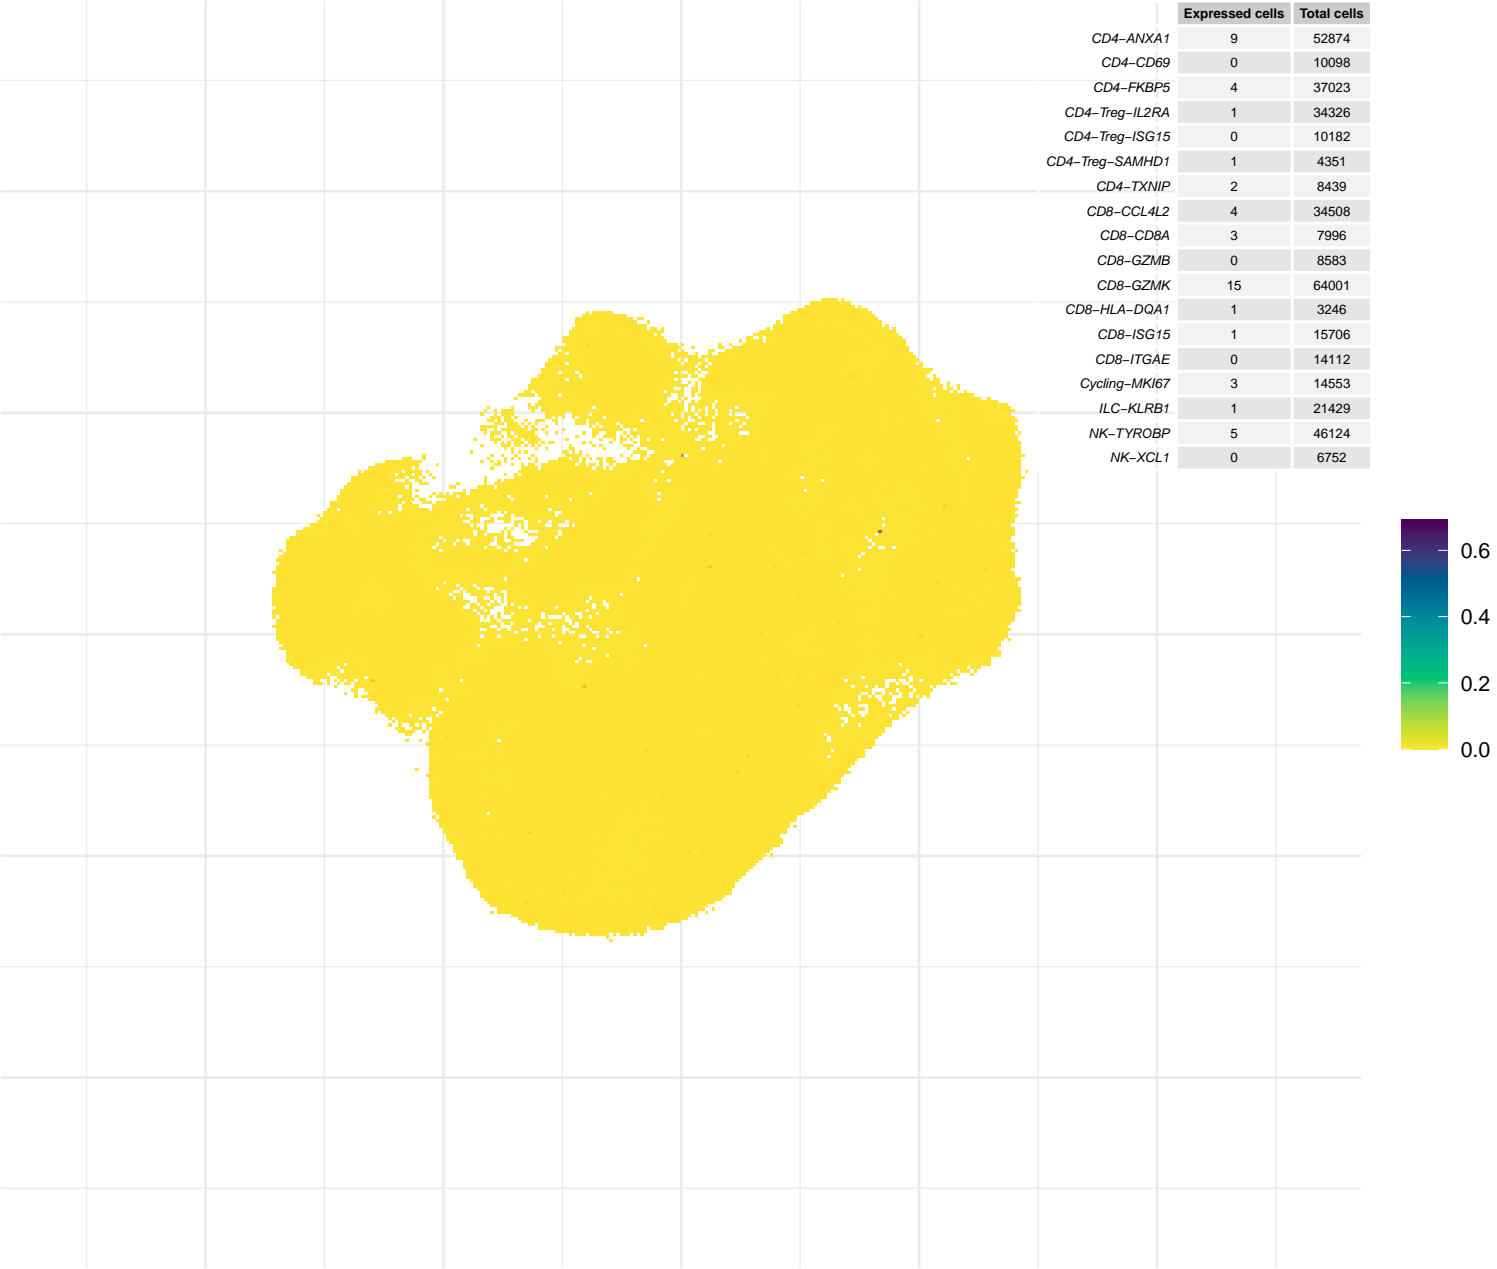 Expressed cells Total cells
CD4−ANXA1 9 52874
CD4−CD69 0 10098
CD4−FKBP5 4 37023
CD4−Treg−IL2RA 1 34326
CD4−Treg−ISG15 0 10182
CD4−Treg−SAMHD1 1 4351
CD4−TXNIP 2 8439
CD8−CCL4L2 4 34508
CD8−CD8A 3 7996
CD8−GZMB 0 8583
CD8−GZMK 15 64001
CD8−HLA−DQA1 1 3246
CD8−ISG15 1 15706
CD8−ITGAE 0 14112
Cycling−MKI67 3 14553
ILC−KLRB1 1 21429
NK−TYROBP 5 46124
NK−XCL1 0 6752
0.6
0.4
0.2
0.0